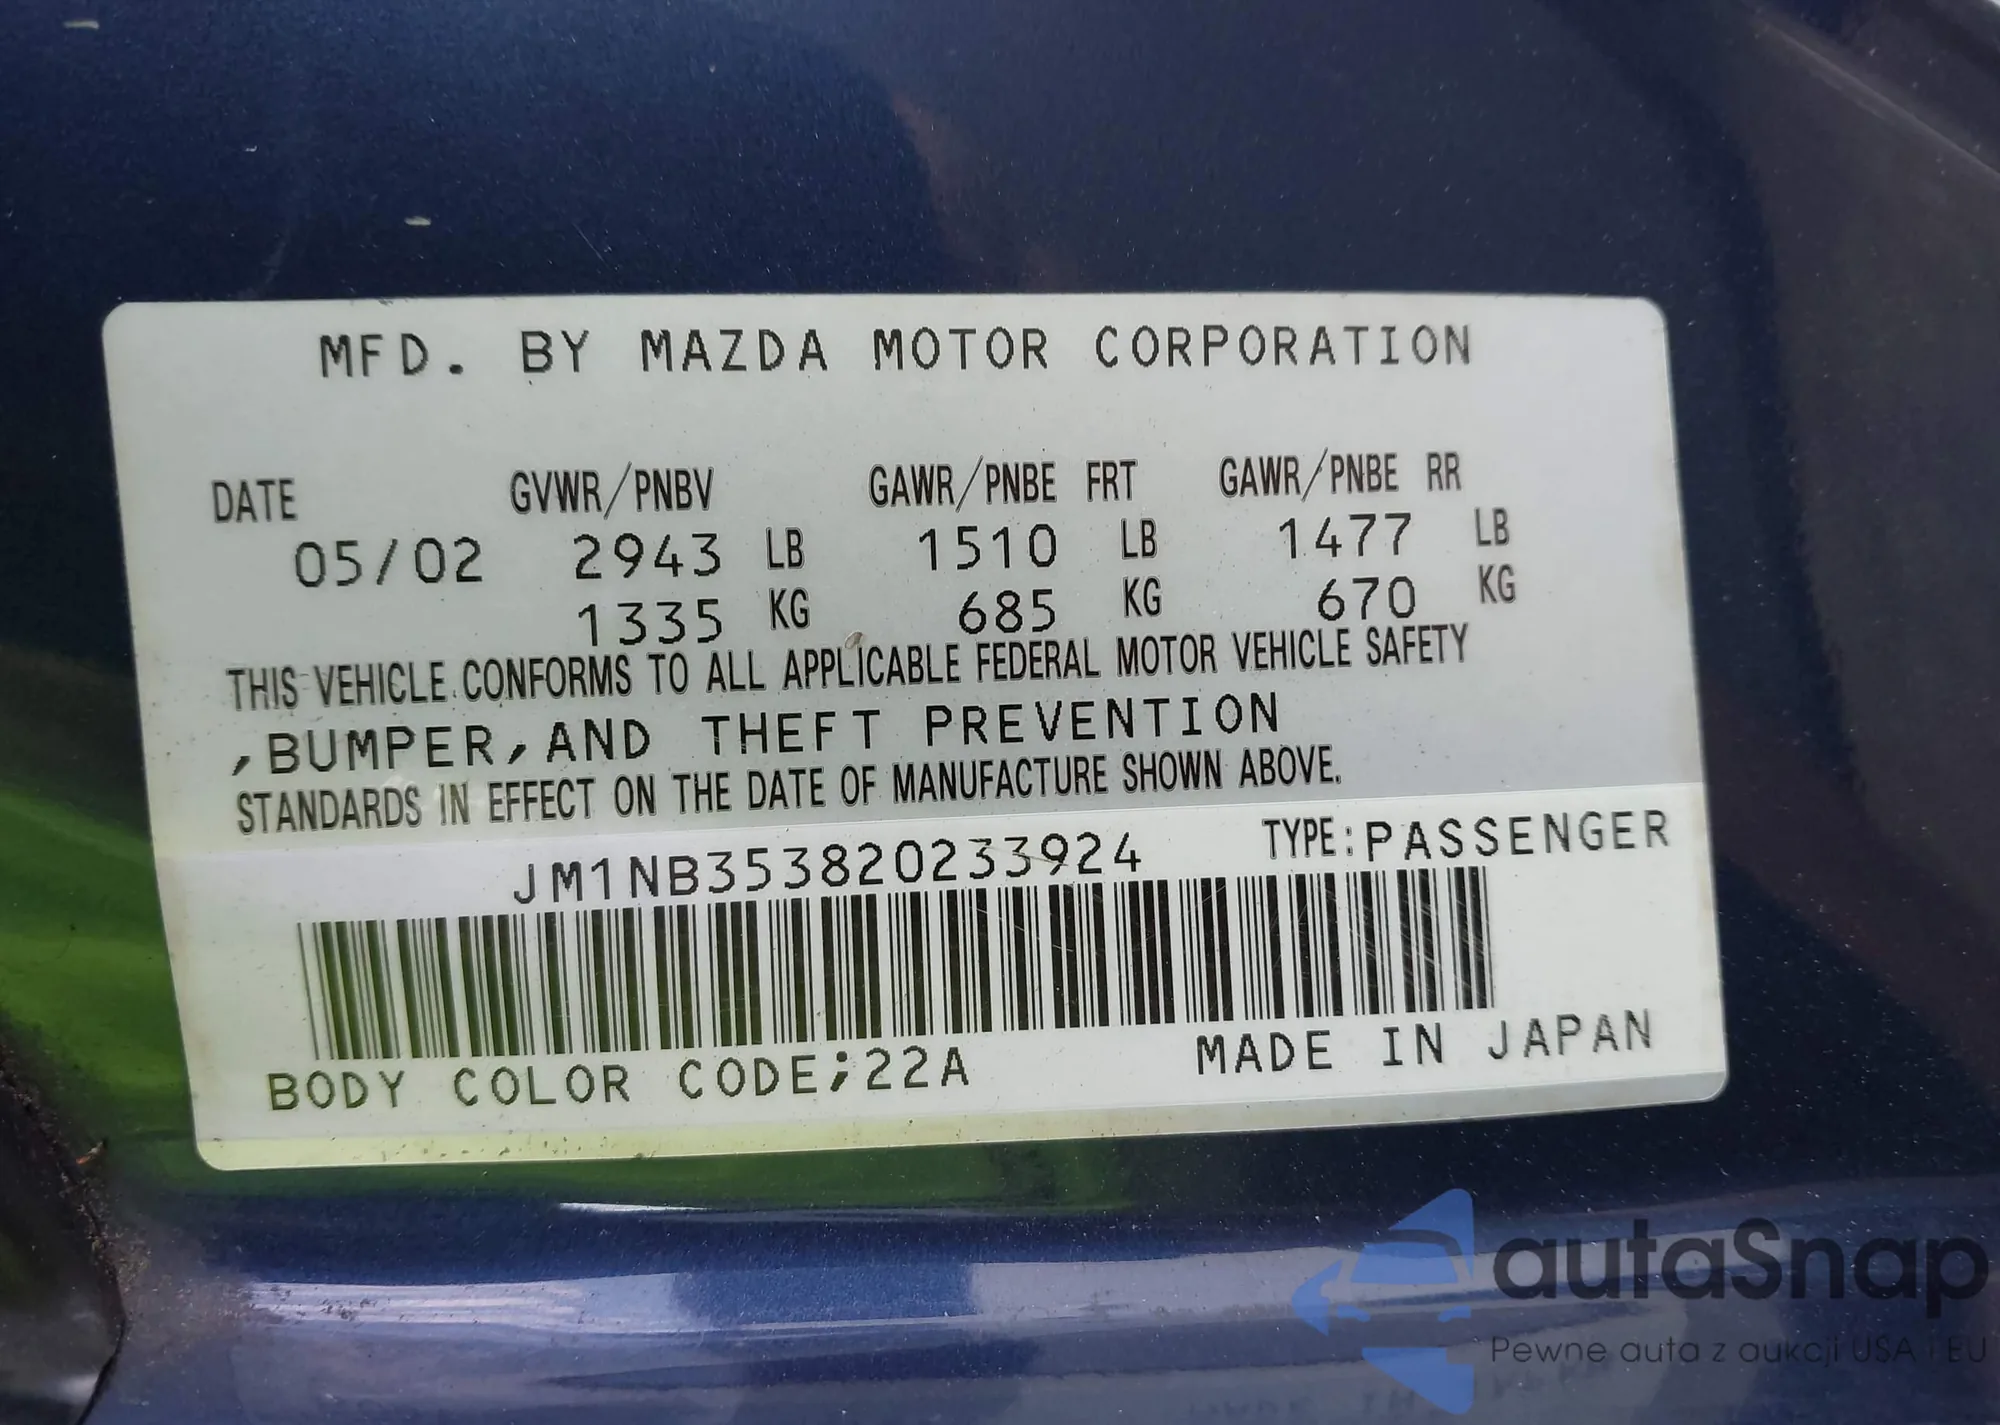 MFD. BY MAZDA MOTOR CORPORATION
DATE GVWR/PNBV GAWR/PNBE FRT GAWR/PNBE RR
05/02 2943 LB 1510 LB 1477 LB
1335 KG 685 KG 670 KG
THIS VEHICLE CONFORMS TO ALL APPLICABLE FEDERAL MOTOR VEHICLE SAFETY
,BUMPER,AND THEFT PREVENTION
STANDARDS IN EFFECT ON THE DATE OF MANUFACTURE SHOWN ABOVE.
JM1NB353820233924 TYPE:PASSENGER
BODY COLOR CODE;22A MADE IN JAPAN
autaSnap
Pewne auta z aukcji USA i EU